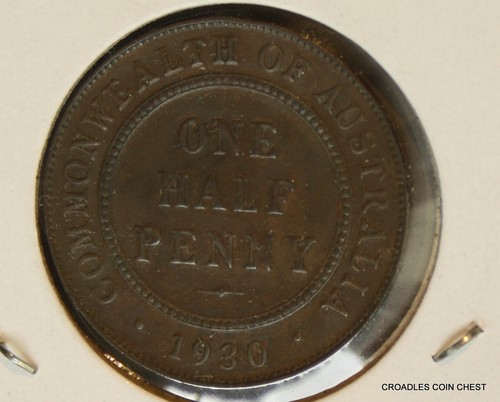 COMMONWEALTH OF AUSTRALIA
ONE
HALF
PENNY
1930
CROADLES COIN CHEST